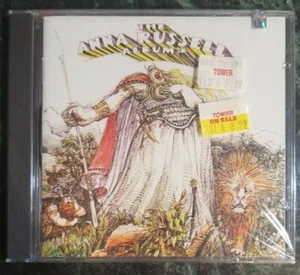 THE
ANNA RUSSELL
ALBUM?
TOWER
TOWER
ON SALE